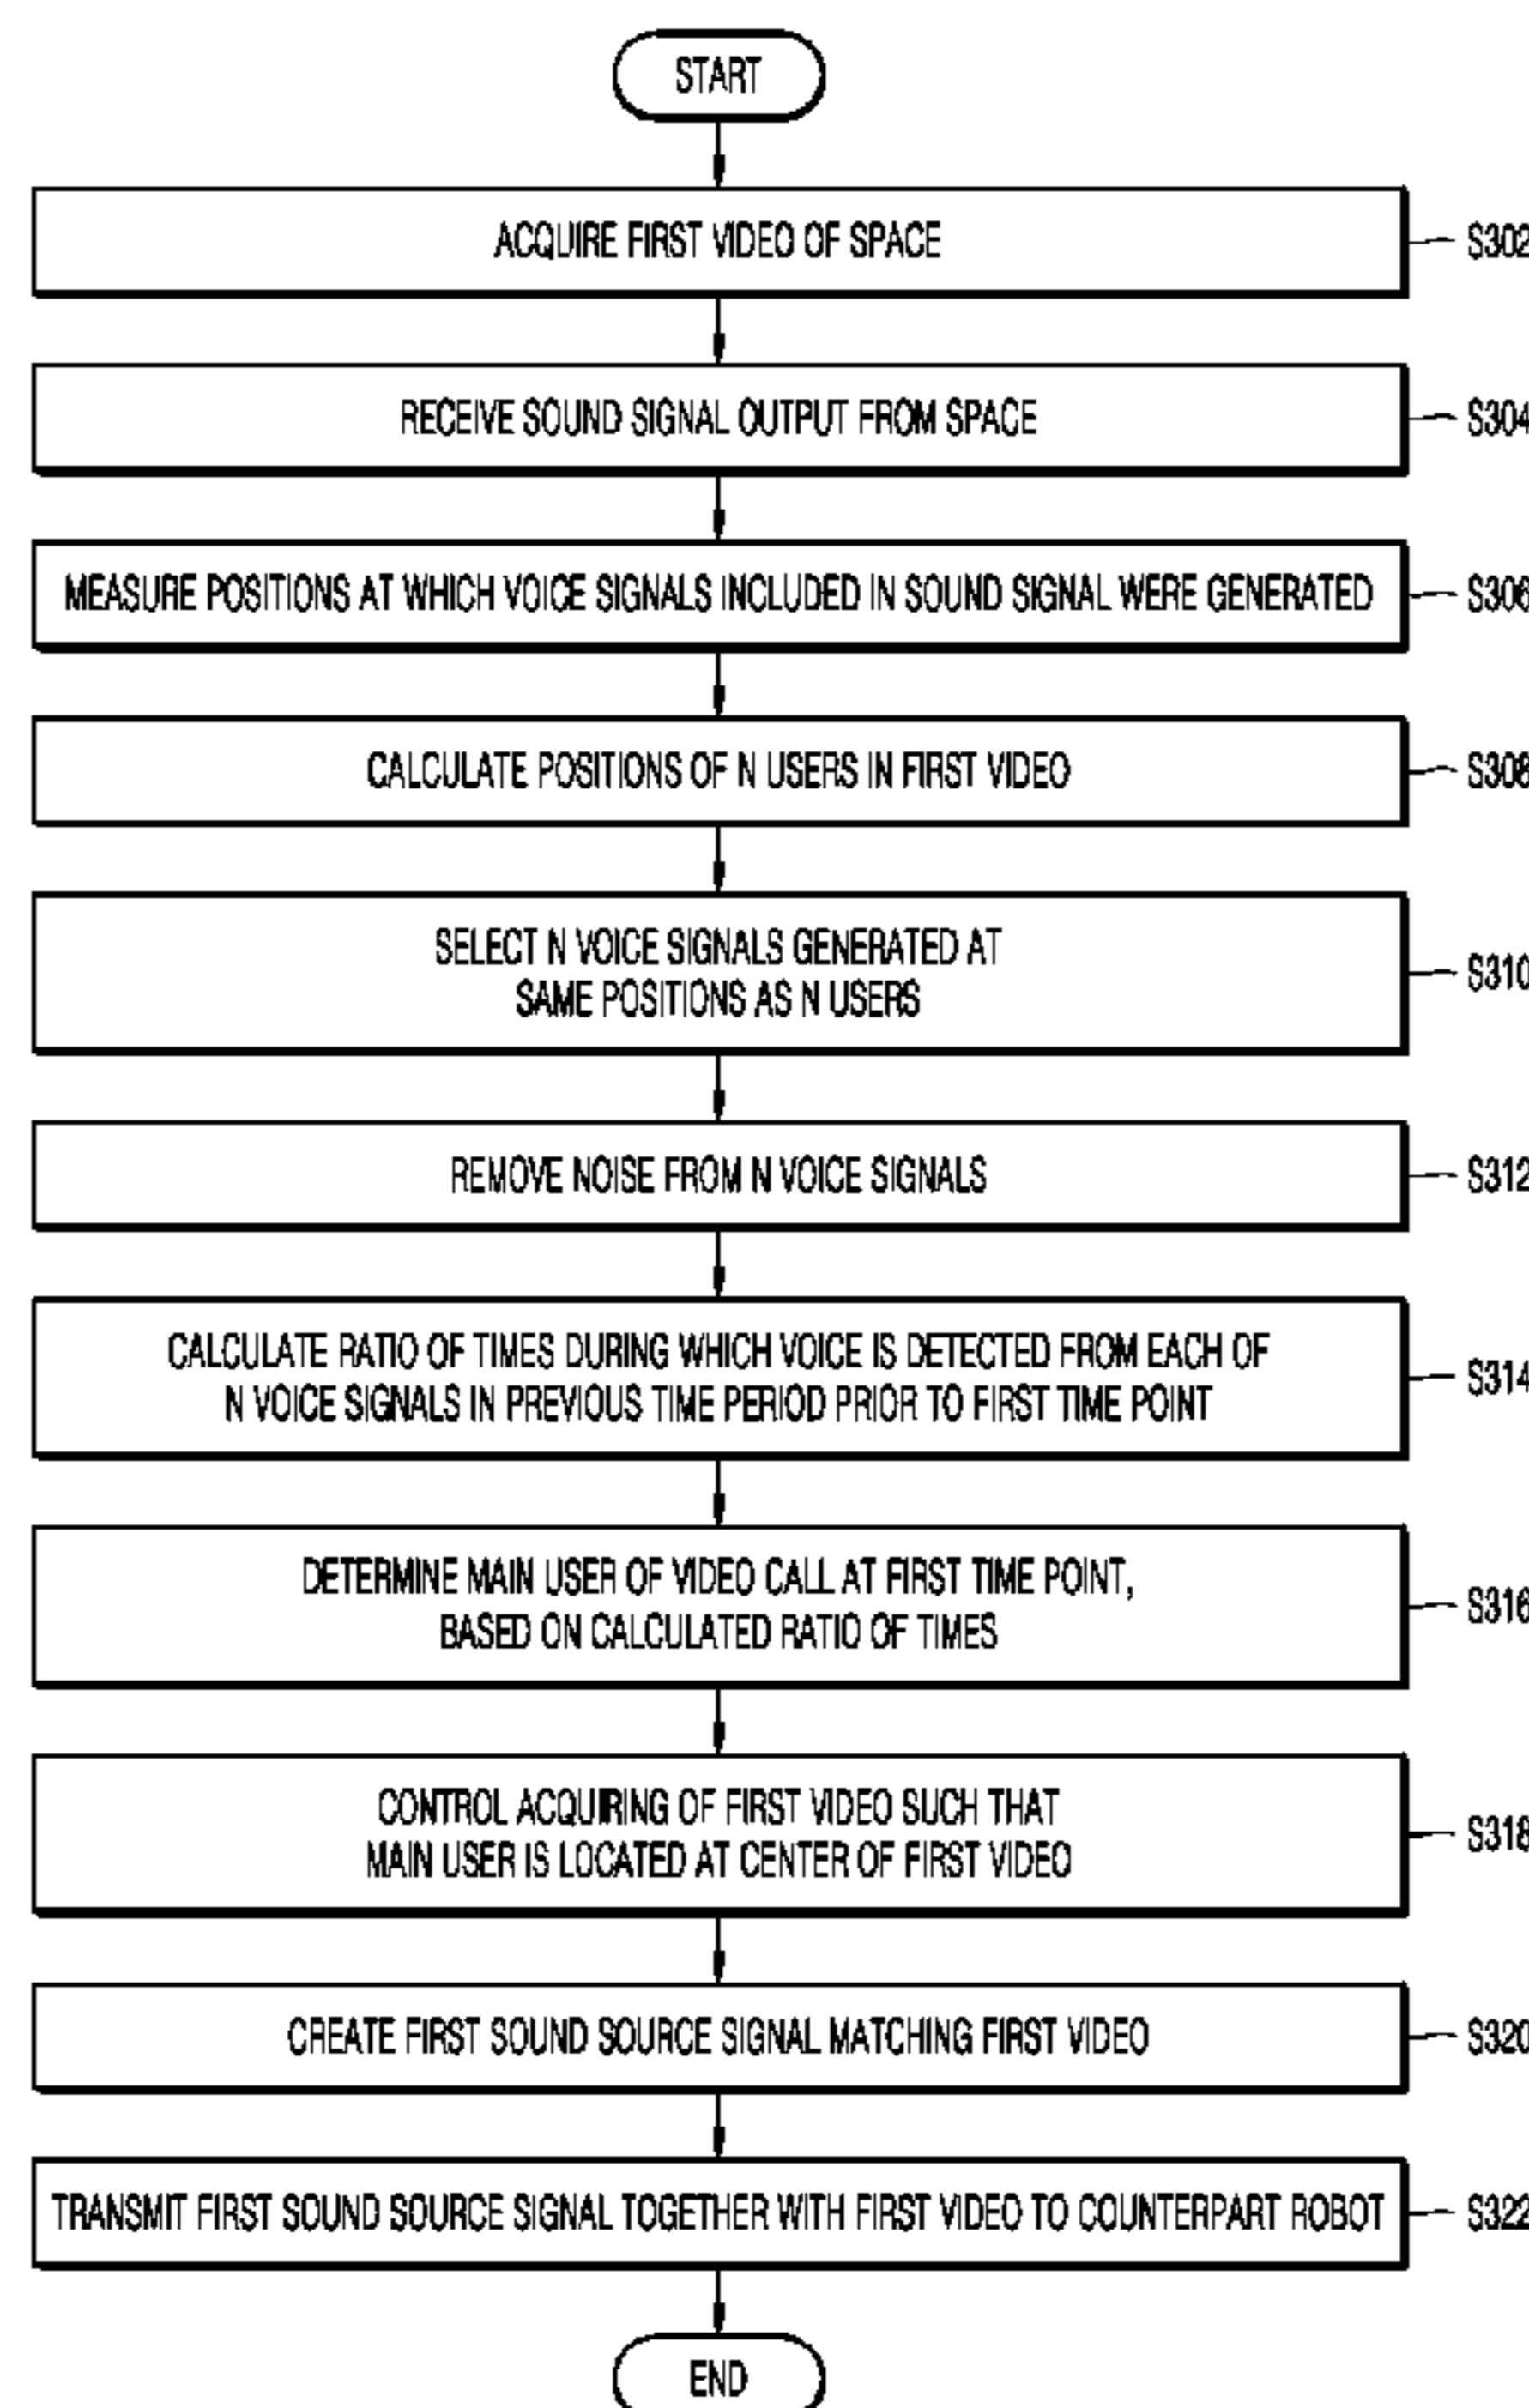 START
ACQUIRE FIRST VIDEO OF SPACE
S302
RECEIVE SOUND SIGNAL OUTPUT FROM SPACE
S304
MEASURE POSITIONS AT WHICH VOICE SIGNALS INCLUDED IN SOUND SIGNAL WERE GENERATED
S306
CALCULATE POSITIONS OF N USERS IN FIRST VIDEO
S308
SELECT N VOICE SIGNALS GENERATED AT
SAME POSITIONS AS N USERS
S310
REMOVE NOISE FROM N VOICE SIGNALS
S312
CALCULATE RATIO OF TIMES DURING WHICH VOICE IS DETECTED FROM EACH OF
N VOICE SIGNALS IN PREVIOUS TIME PERIOD PRIOR TO FIRST TIME POINT
S314
DETERMINE MAIN USER OF VIDEO CALL AT FIRST TIME POINT,
BASED ON CALCULATED RATIO OF TIMES
S316
CONTROL ACQUIRING OF FIRST VIDEO SUCH THAT
MAIN USER IS LOCATED AT CENTER OF FIRST VIDEO
S318
CREATE FIRST SOUND SOURCE SIGNAL MATCHING FIRST VIDEO
S320
TRANSMIT FIRST SOUND SOURCE SIGNAL TOGETHER WITH FIRST VIDEO TO COUNTERPART ROBOT
S322
END